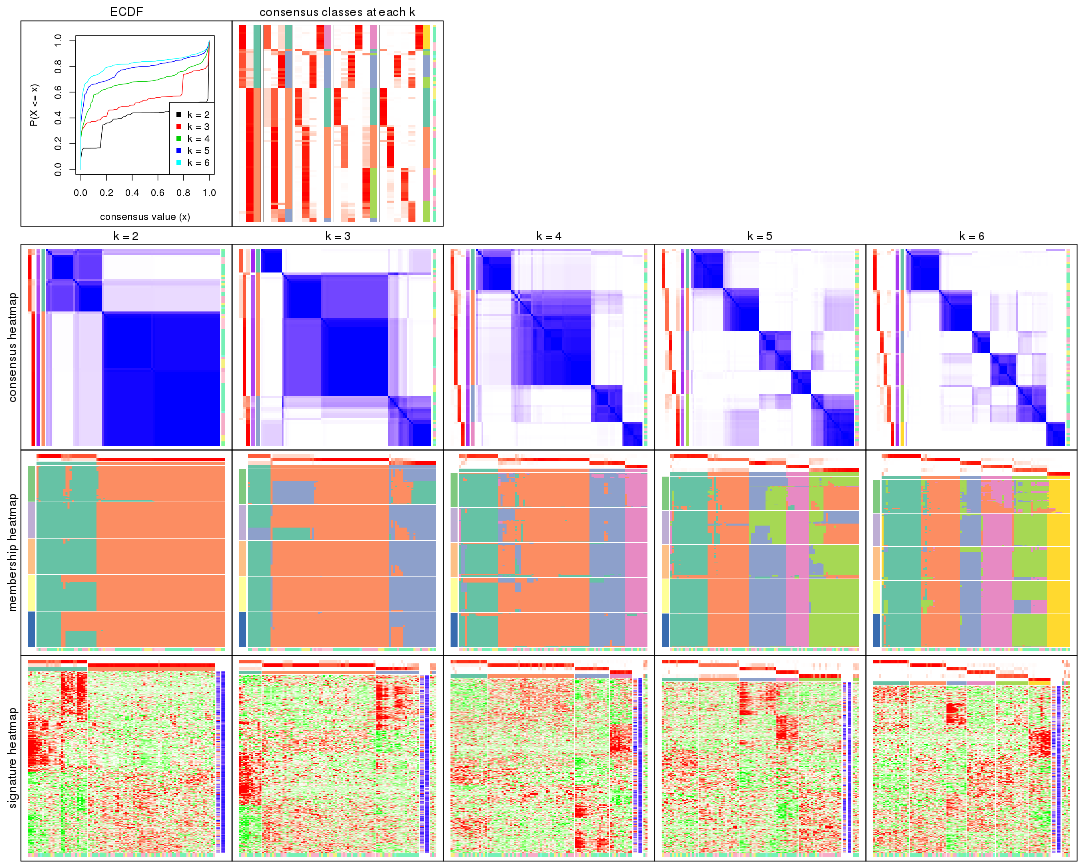 ECDF
consensus classes at each k
P(X <= x)
0.0 0.2 0.4 0.6 0.8 1.0
k = 2
k = 3
k = 4
k = 5
k = 6
0.0 0.2 0.4 0.6 0.8 1.0
consensus value (x)
k = 2
k = 3
k = 4
k = 5
k = 6
consensus heatmap
membership heatmap
signature heatmap